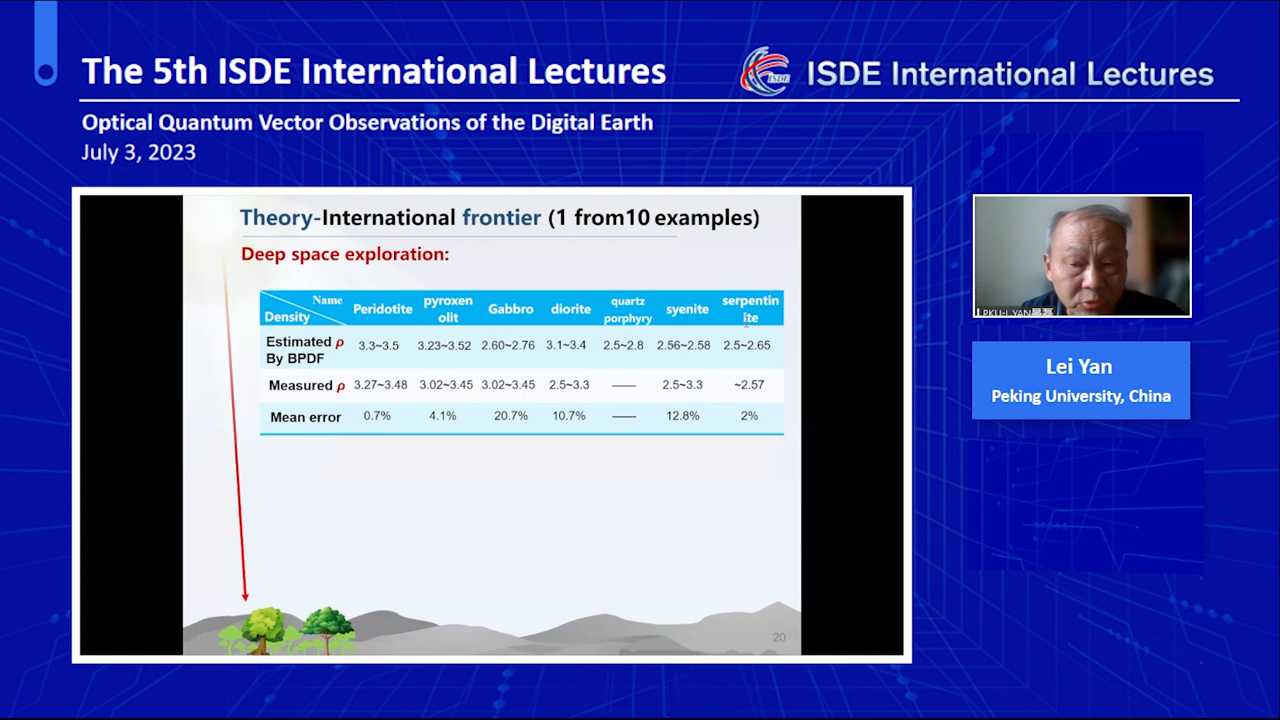 The 5th ISDE International Lectures
ISDE
ISDE International Lectures
Optical Quantum Vector Observations of the Digital Earth
July 3, 2023
Theory-International frontier (1 from10 examples)
Deep space exploration:
Name
Density
Peridotite
pyroxen
olit
Gabbro
diorite
quartz
porphyry
syenite
serpentin
ite
Estimated ρ
By BPDF
3.3~3.5 3.23~3.52 2.60~2.76 3.1~3.4 2.5~2.8 2.56~2.58 2.5~2.65
Measured ρ 3.27~3.48 3.02~3.45 3.02~3.45 2.5~3.3 —— 2.5~3.3 ~2.57
Mean error 0.7% 4.1% 20.7% 10.7% —— 12.8% 2%
20
Lei Yan
Peking University, China